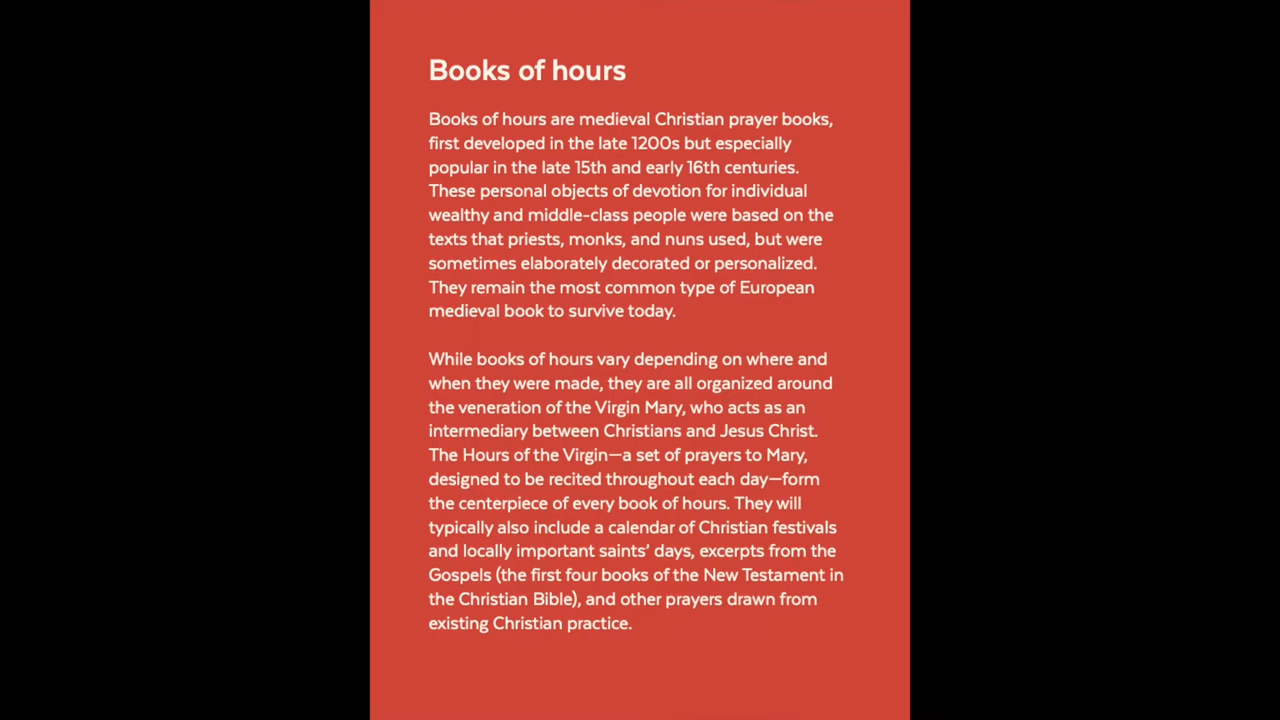 Books of hours
Books of hours are medieval Christian prayer books,
first developed in the late 1200s but especially
popular in the late 15th and early 16th centuries.
These personal objects of devotion for individual
wealthy and middle-class people were based on the
texts that priests, monks, and nuns used, but were
sometimes elaborately decorated or personalized.
They remain the most common type of European
medieval book to survive today.
While books of hours vary depending on where and
when they were made, they are all organized around
the veneration of the Virgin Mary, who acts as an
intermediary between Christians and Jesus Christ.
The Hours of the Virgin—a set of prayers to Mary,
designed to be recited throughout each day—form
the centerpiece of every book of hours. They will
typically also include a calendar of Christian festivals
and locally important saints’ days, excerpts from the
Gospels (the first four books of the New Testament in
the Christian Bible), and other prayers drawn from
existing Christian practice.